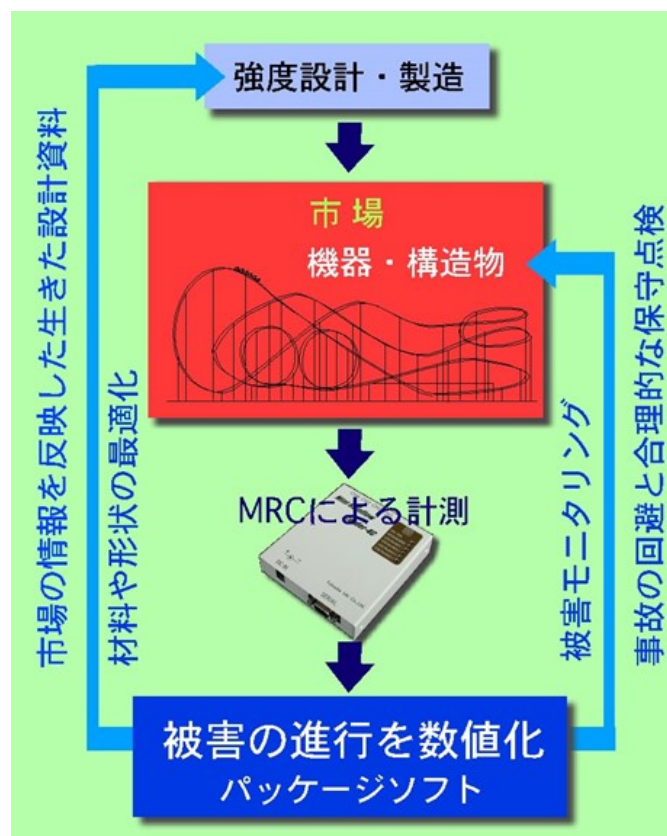 強度設計・製造
市場
機器・構造物
MRCによる計測
SERIAL
被害の進行を数値化
パッケージソフト
市場の情報を反映した生きた設計資料
材料や形状の最適化
被害モニタリング
事故の回避と合理的な保守点検